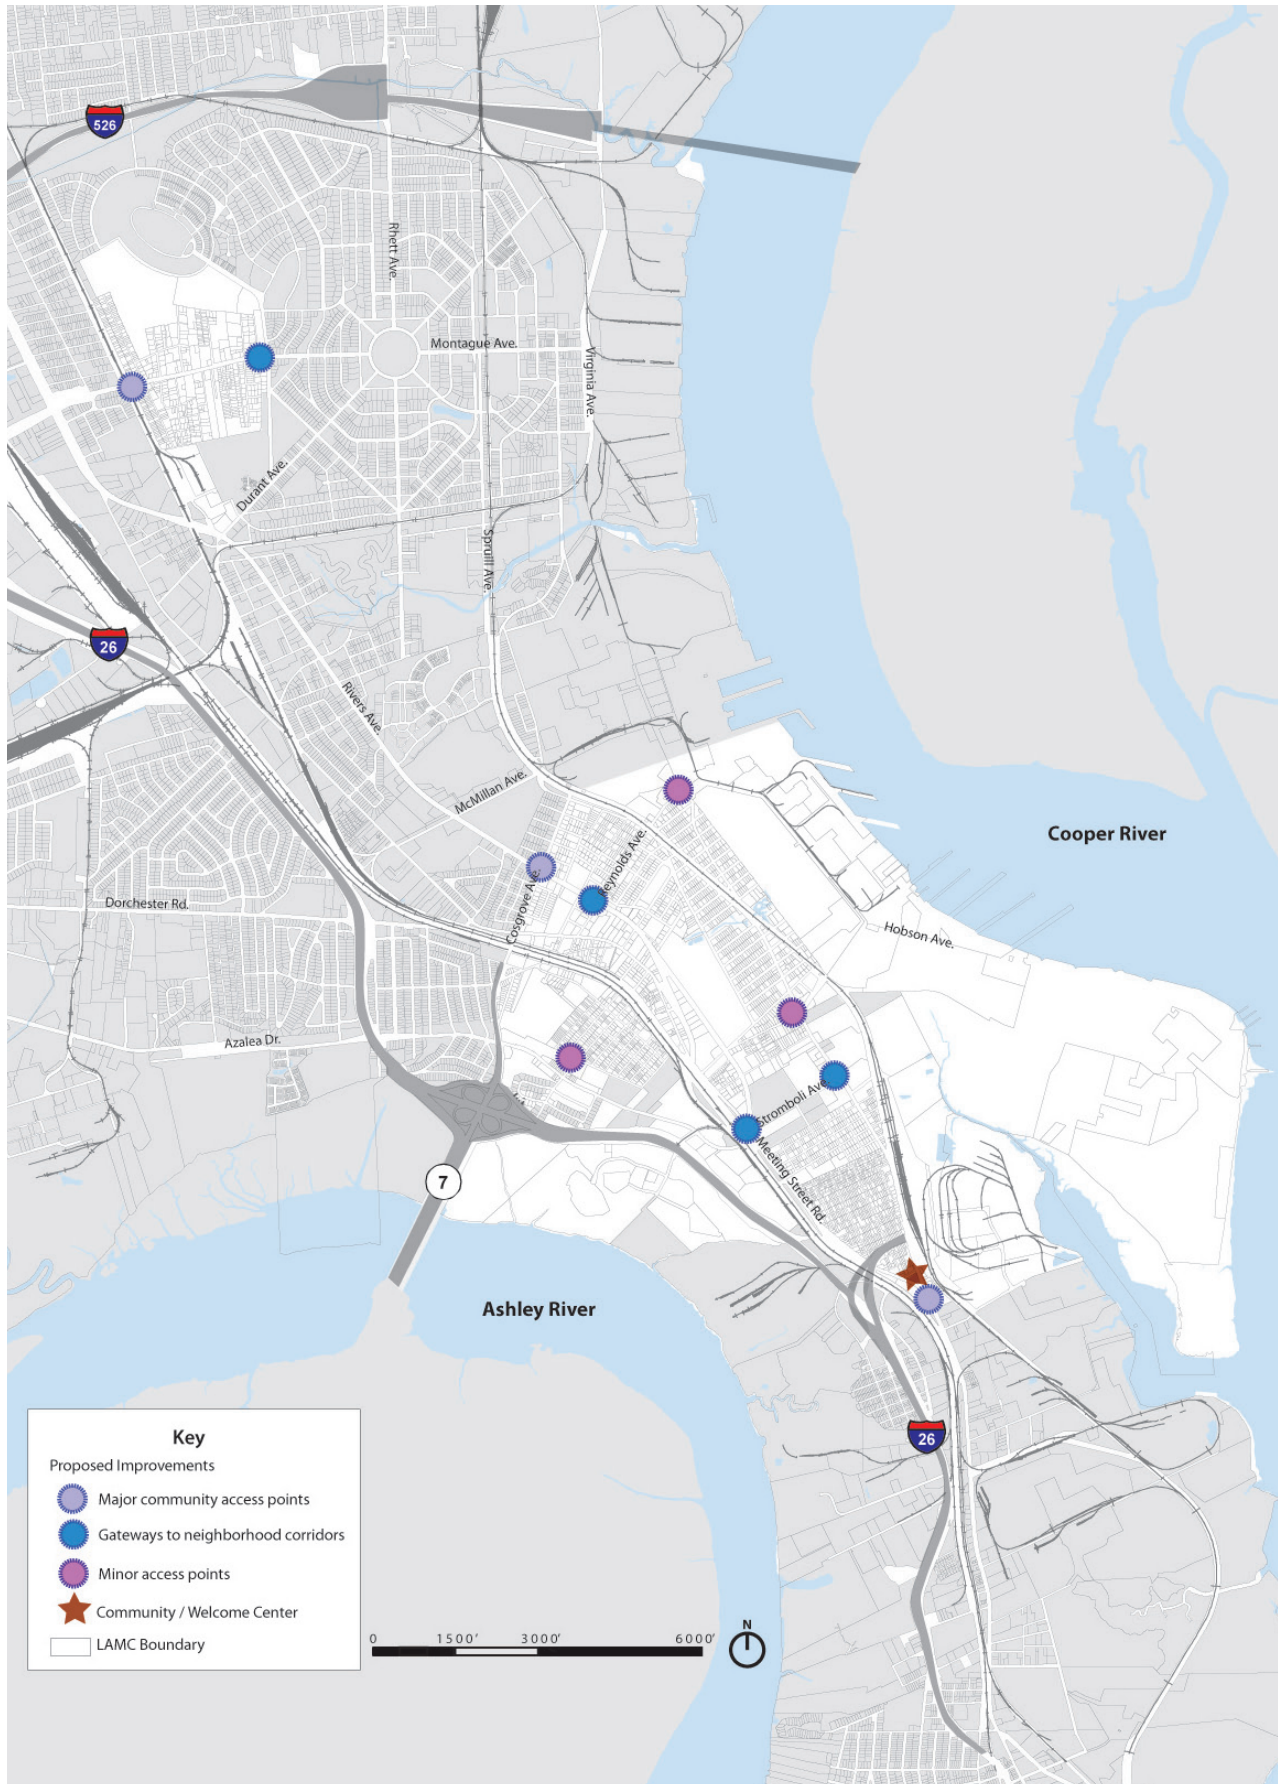 526
Rhett Ave.
Montague Ave.
Virginia Ave.
Durant Ave.
Spruill Ave.
26
Rivers Ave.
McMillan Ave.
Cooper River
Reynolds Ave.
Cosgrove Ave.
Dorchester Rd.
Hobson Ave.
Azalea Dr.
Stromboli Ave.
Meeting Street Rd.
7
Ashley River
26
Key
Proposed Improvements
Major community access points
Gateways to neighborhood corridors
Minor access points
Community / Welcome Center
LAMC Boundary
0 1500' 3000' 6000'
N